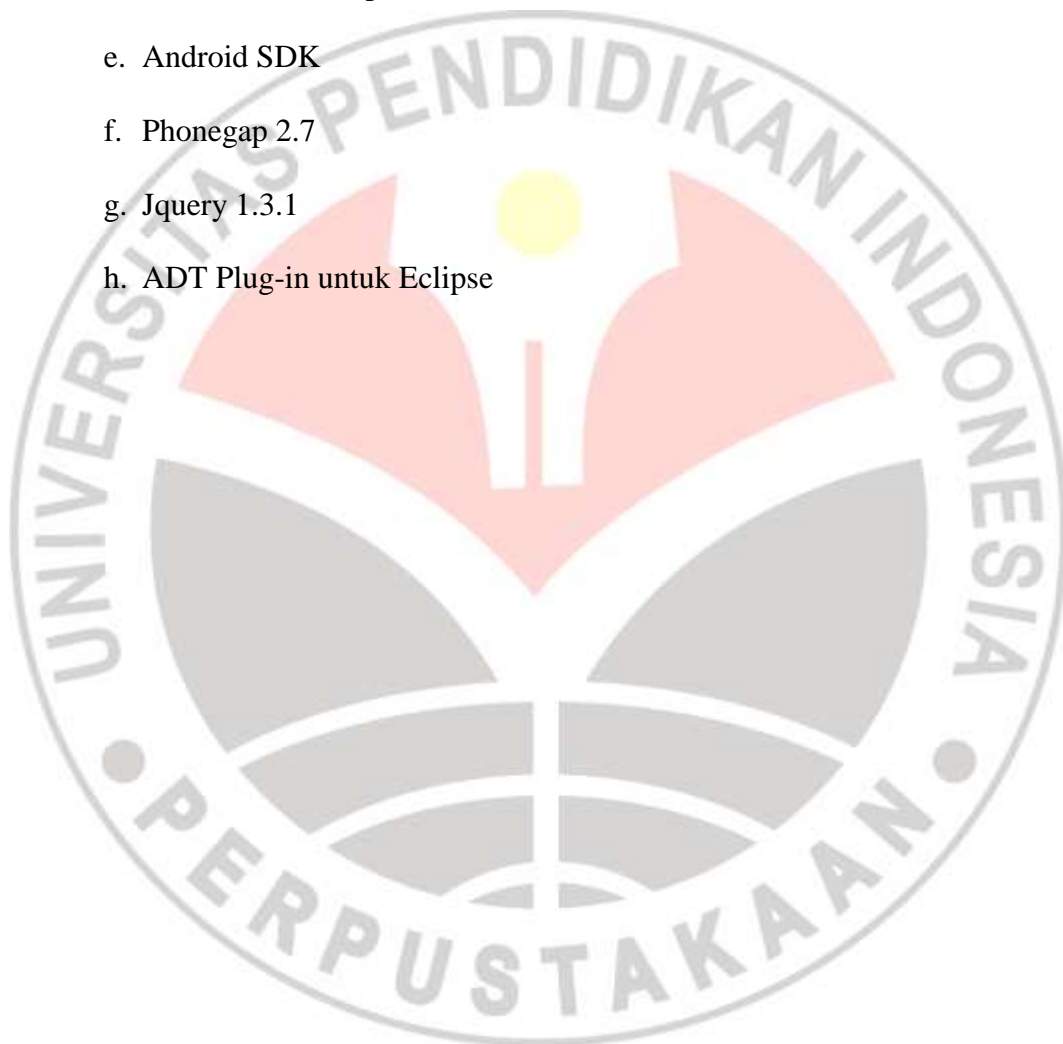 e. Android SDK
f. Phonegap 2.7
g. Jquery 1.3.1
h. ADT Plug-in untuk Eclipse
UNIVERSITAS PENDIDIKAN INDONESIA
PERPUSTAKAAN